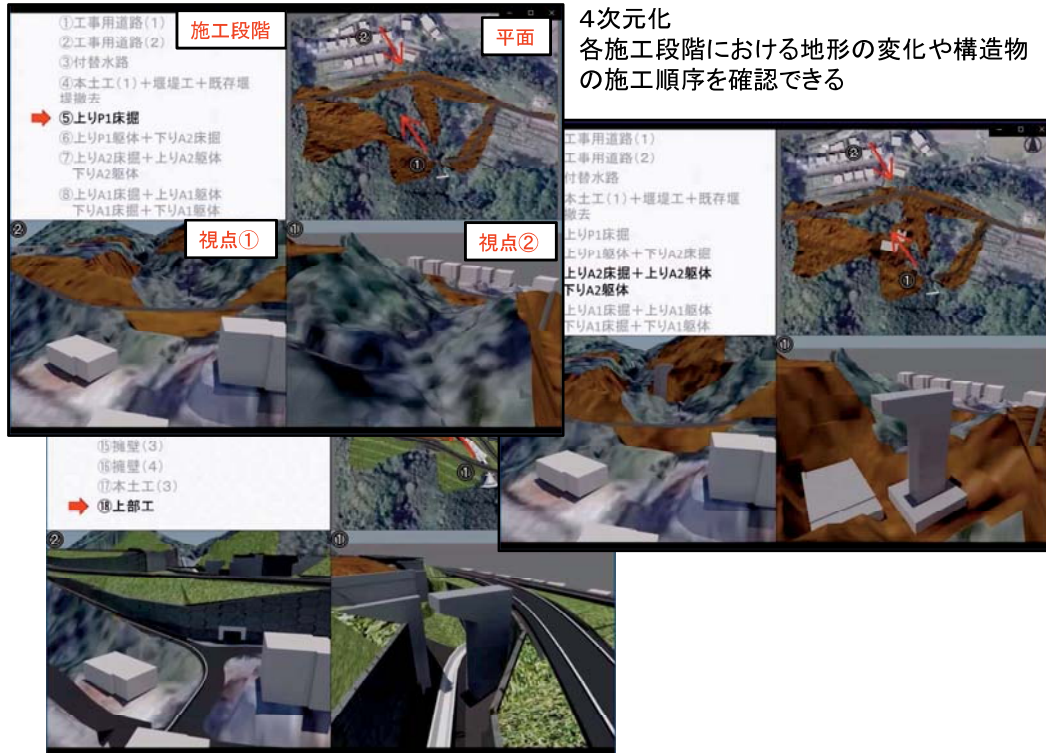 4次元化
各施工段階における地形の変化や構造物
の施工順序を確認できる
①工事用道路(1)
②工事用道路(2)
③付替水路
④本土工(1)+堰堤工+既存堰
堤撤去
⑤上りP1床掘
⑥上りP1躯体+下りA2床掘
⑦上りA2床掘+上りA2躯体
下りA2躯体
⑧上りA1床掘+上りA1躯体
下りA1床掘+下りA1躯体
施工段階
平面
②
①
②
視点①
①
視点②
工事用道路(1)
工事用道路(2)
付替水路
本土工(1)+堰堤工+既存堰
撤去
上りP1床掘
上りP1躯体+下りA2床掘
上りA2床掘+上りA2躯体
下りA2躯体
上りA1床掘+上りA1躯体
下りA1床掘+下りA1躯体
②
①
①
⑮擁壁(3)
⑯擁壁(4)
⑰本土工(3)
⑱上部工
①
②
①